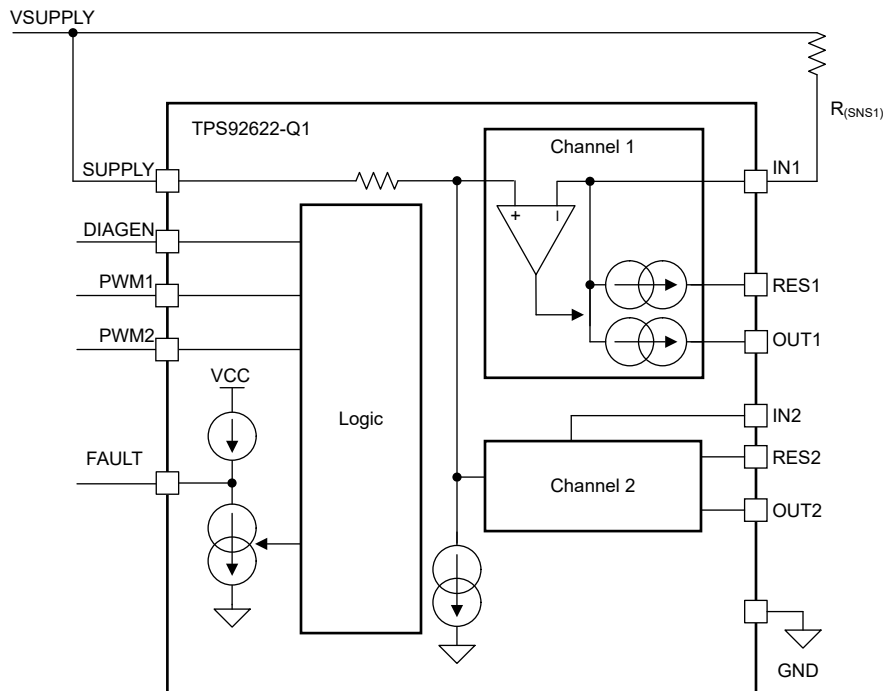 VSUPPLY
R(SNS1)
TPS92622-Q1
Channel 1
SUPPLY
IN1
+
–
DIAGEN
PWM1
RES1
PWM2
OUT1
VCC
IN2
Logic
FAULT
RES2
Channel 2
OUT2
GND